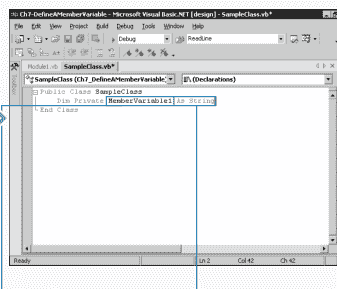 Ch7-DefineAMemberVariable - Microsoft Visual Basic.NET [design] - SampleClass.vb*
File Edit View Project Build Debug Tools Window Help
Debug ReadLine
Module1.vb SampleClass.vb*
SampleClass (Ch7_DefineAMemberVariable) (Declarations)
Public Class SampleClass
Dim Private MemberVariable1 As String
End Class
Ready Ln 2 Col 42 Ch 42